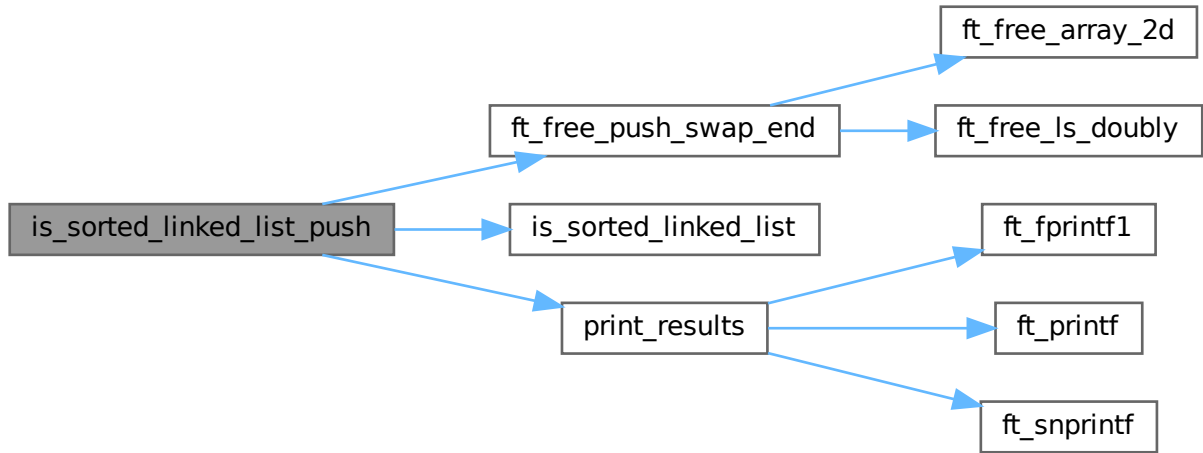 ft_free_array_2d
ft_free_push_swap_end
ft_free_ls_doubly
is_sorted_linked_list_push
is_sorted_linked_list
ft_fprintf1
print_results
ft_printf
ft_snprintf